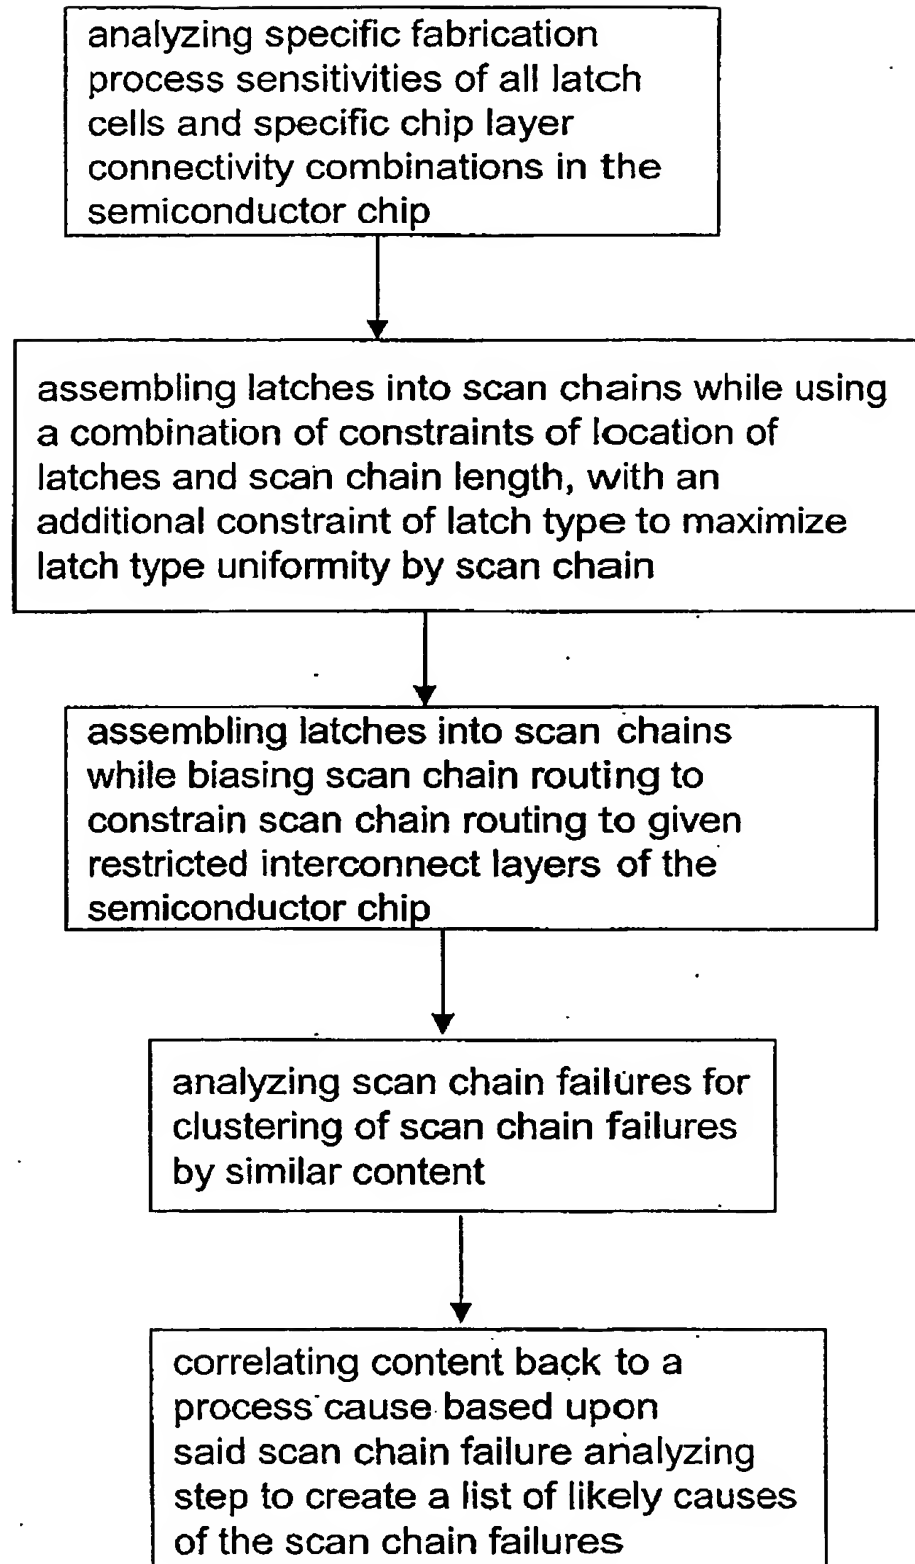 analyzing specific fabrication
process sensitivities of all latch
cells and specific chip layer
connectivity combinations in the
semiconductor chip
assembling latches into scan chains while using
a combination of constraints of location of
latches and scan chain length, with an
additional constraint of latch type to maximize
latch type uniformity by scan chain
assembling latches into scan chains
while biasing scan chain routing to
constrain scan chain routing to given
restricted interconnect layers of the
semiconductor chip
analyzing scan chain failures for
clustering of scan chain failures
by similar content
correlating content back to a
process cause based upon
said scan chain failure analyzing
step to create a list of likely causes
of the scan chain failures